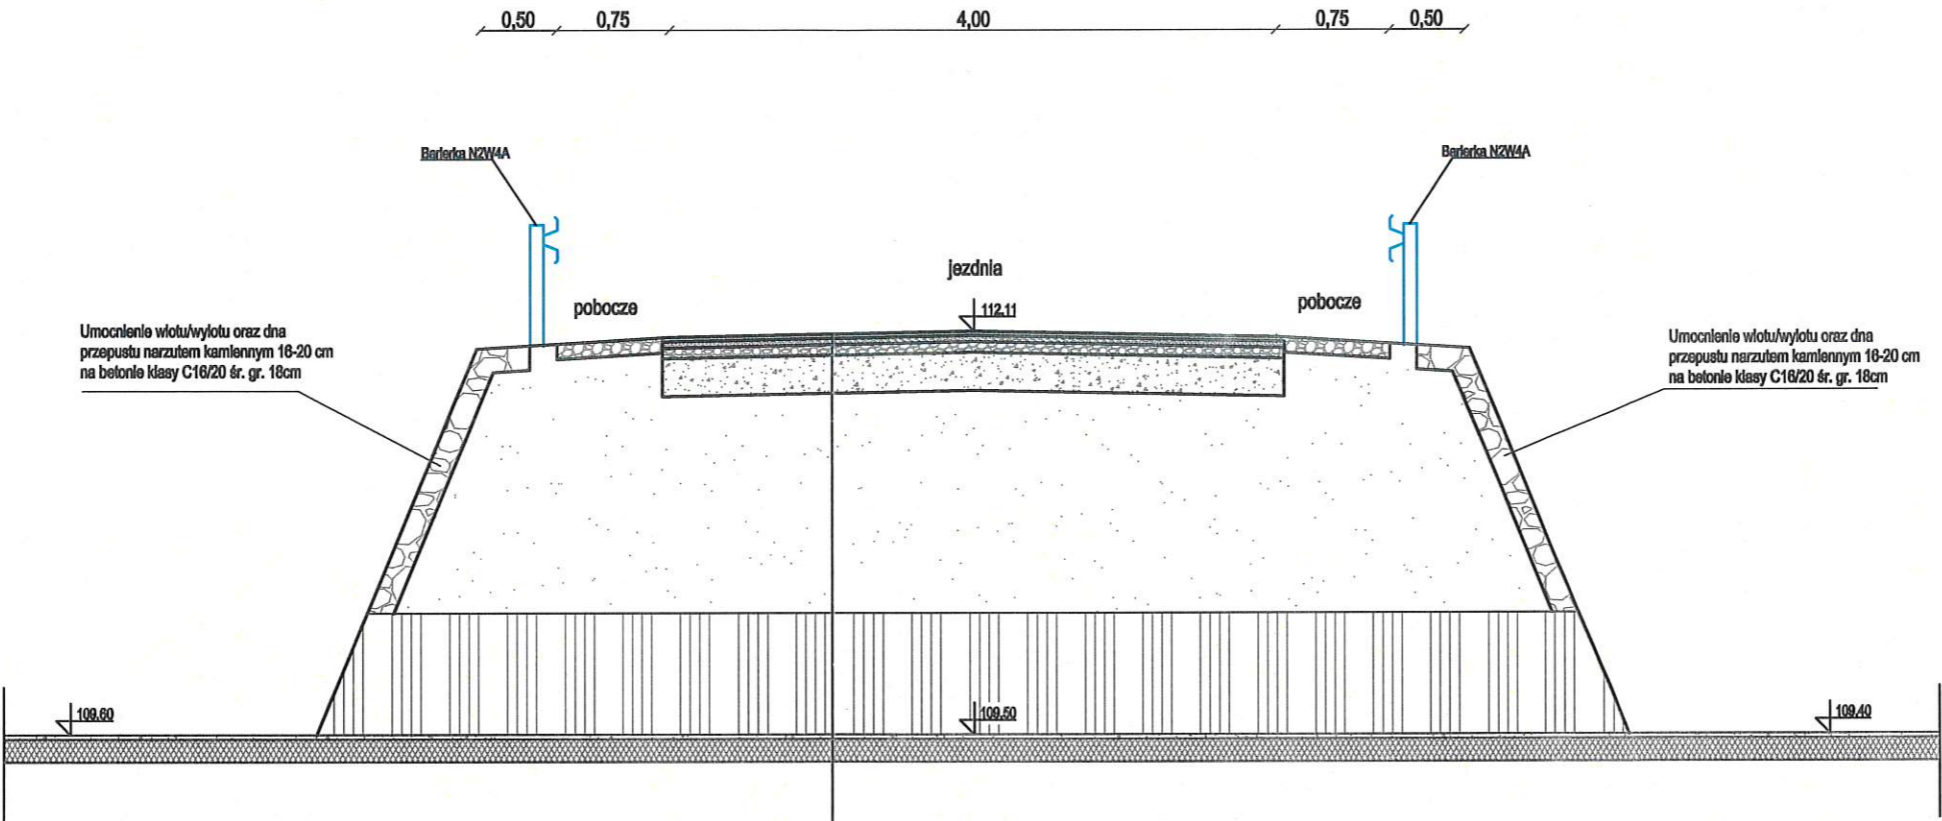 0,50 0,75 4,00 0,75 0,50
Barierka N2W4A
Barierka N2W4A
jezdnia
pobocze
pobocze
112.11
Umocnienie wlotu/wylotu oraz dna
przepustu narzutem kamiennym 16-20 cm
na betonie klasy C16/20 śr. gr. 18cm
Umocnienie wlotu/wylotu oraz dna
przepustu narzutem kamiennym 16-20 cm
na betonie klasy C16/20 śr. gr. 18cm
109.60
109.50
109.40